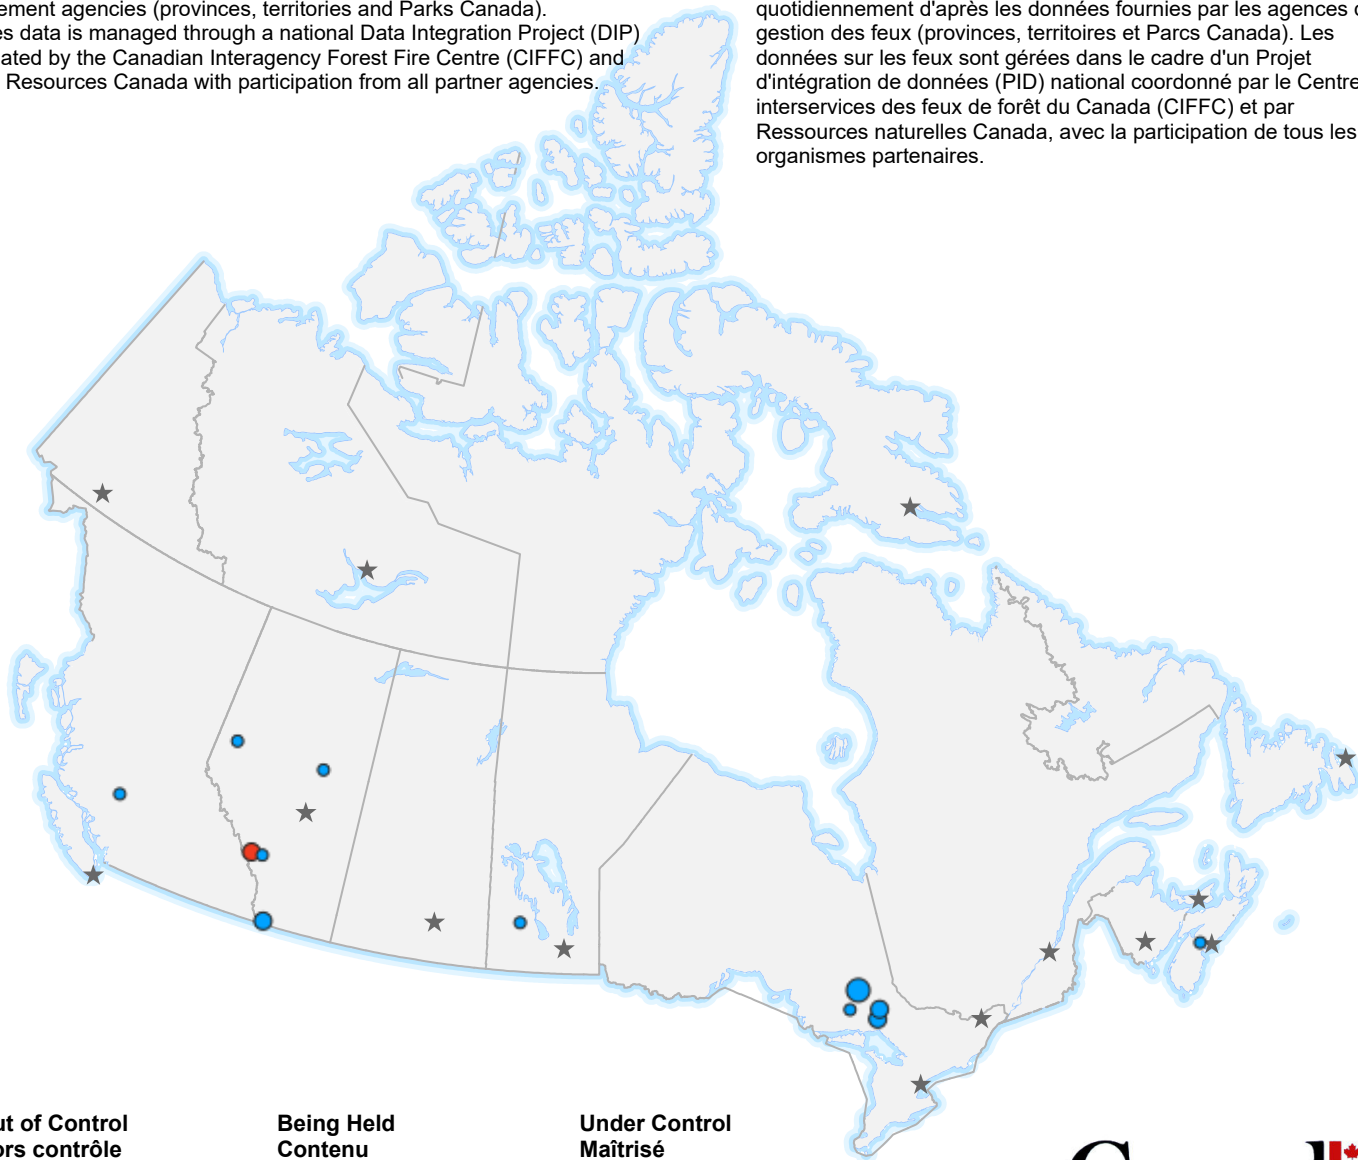 ement agencies (provinces, territories and Parks Canada).
es data is managed through a national Data Integration Project (DIP)
ated by the Canadian Interagency Forest Fire Centre (CIFFC) and
Resources Canada with participation from all partner agencies.
quotidiennement d'après les données fournies par les agences
gestion des feux (provinces, territoires et Parcs Canada). Les
données sur les feux sont gérées dans le cadre d'un Projet
d'intégration de données (PID) national coordonné par le Centre
interservices des feux de forêt du Canada (CIFFC) et par
Ressources naturelles Canada, avec la participation de tous les
organismes partenaires.
ut of Control
ors contrôle
Being Held
Contenu
Under Control
Maîtrisé